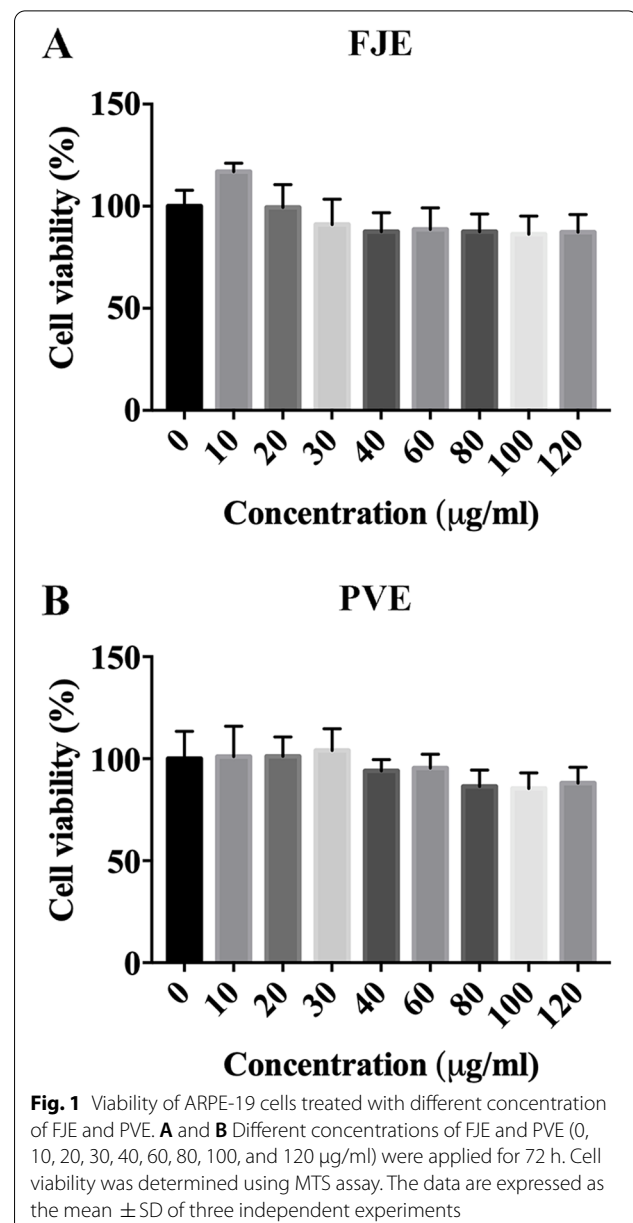 A
FJE
Cell viability (%)
150
100
50
0
0 10 20 30 40 60 80 100 120
Concentration (μg/ml)
B
PVE
Cell viability (%)
150
100
50
0
0 10 20 30 40 60 80 100 120
Concentration (μg/ml)
Fig. 1 Viability of ARPE-19 cells treated with different concentration
of FJE and PVE. A and B Different concentrations of FJE and PVE (0,
10, 20, 30, 40, 60, 80, 100, and 120 μg/ml) were applied for 72 h. Cell
viability was determined using MTS assay. The data are expressed as
the mean ± SD of three independent experiments